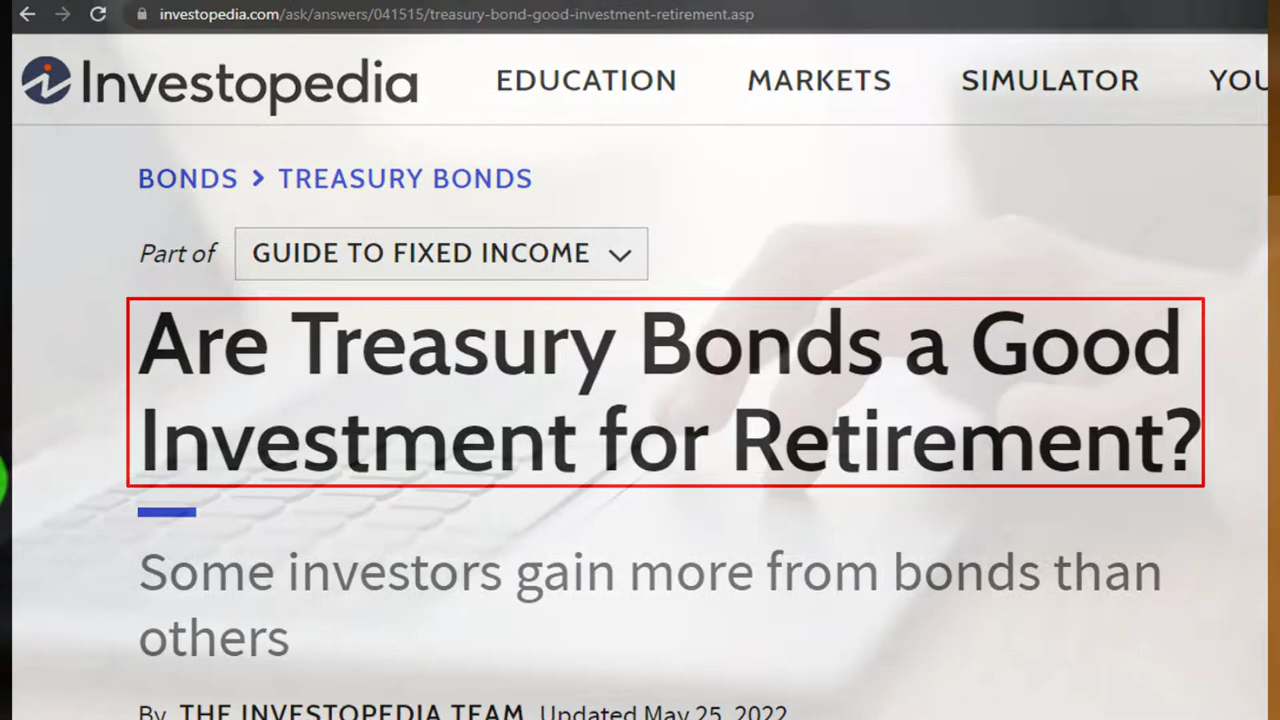 investopedia.com/ask/answers/041515/treasury-bond-good-investment-retirement.asp
Investopedia EDUCATION MARKETS SIMULATOR YOU
BONDS > TREASURY BONDS
Part of GUIDE TO FIXED INCOME
Are Treasury Bonds a Good
Investment for Retirement?
Some investors gain more from bonds than
others
By THE INVESTOPEDIA TEAM Updated May 25, 2022